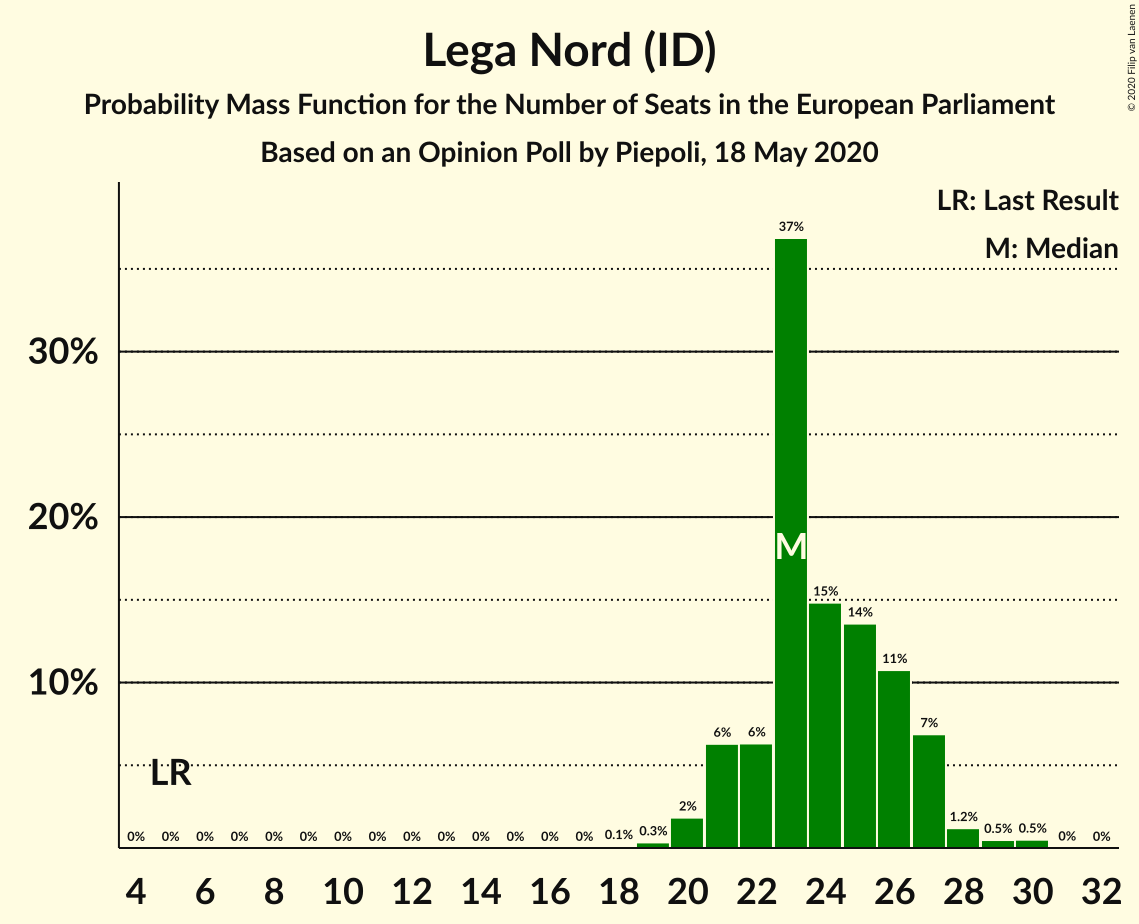 Lega Nord (ID)
Probability Mass Function for the Number of Seats in the European Parliament
Based on an Opinion Poll by Piepoli, 18 May 2020
© 2020 Filip van Laenen
LR: Last Result
M: Median
37%
30%
20%
M
15%
14%
11%
10%
7%
6% 6%
LR
2%
1.2%
0% 0% 0% 0% 0% 0% 0% 0% 0% 0% 0% 0% 0% 0% 0.1% 0.3% 0.5% 0.5% 0% 0%
4 6 8 10 12 14 16 18 20 22 24 26 28 30 32